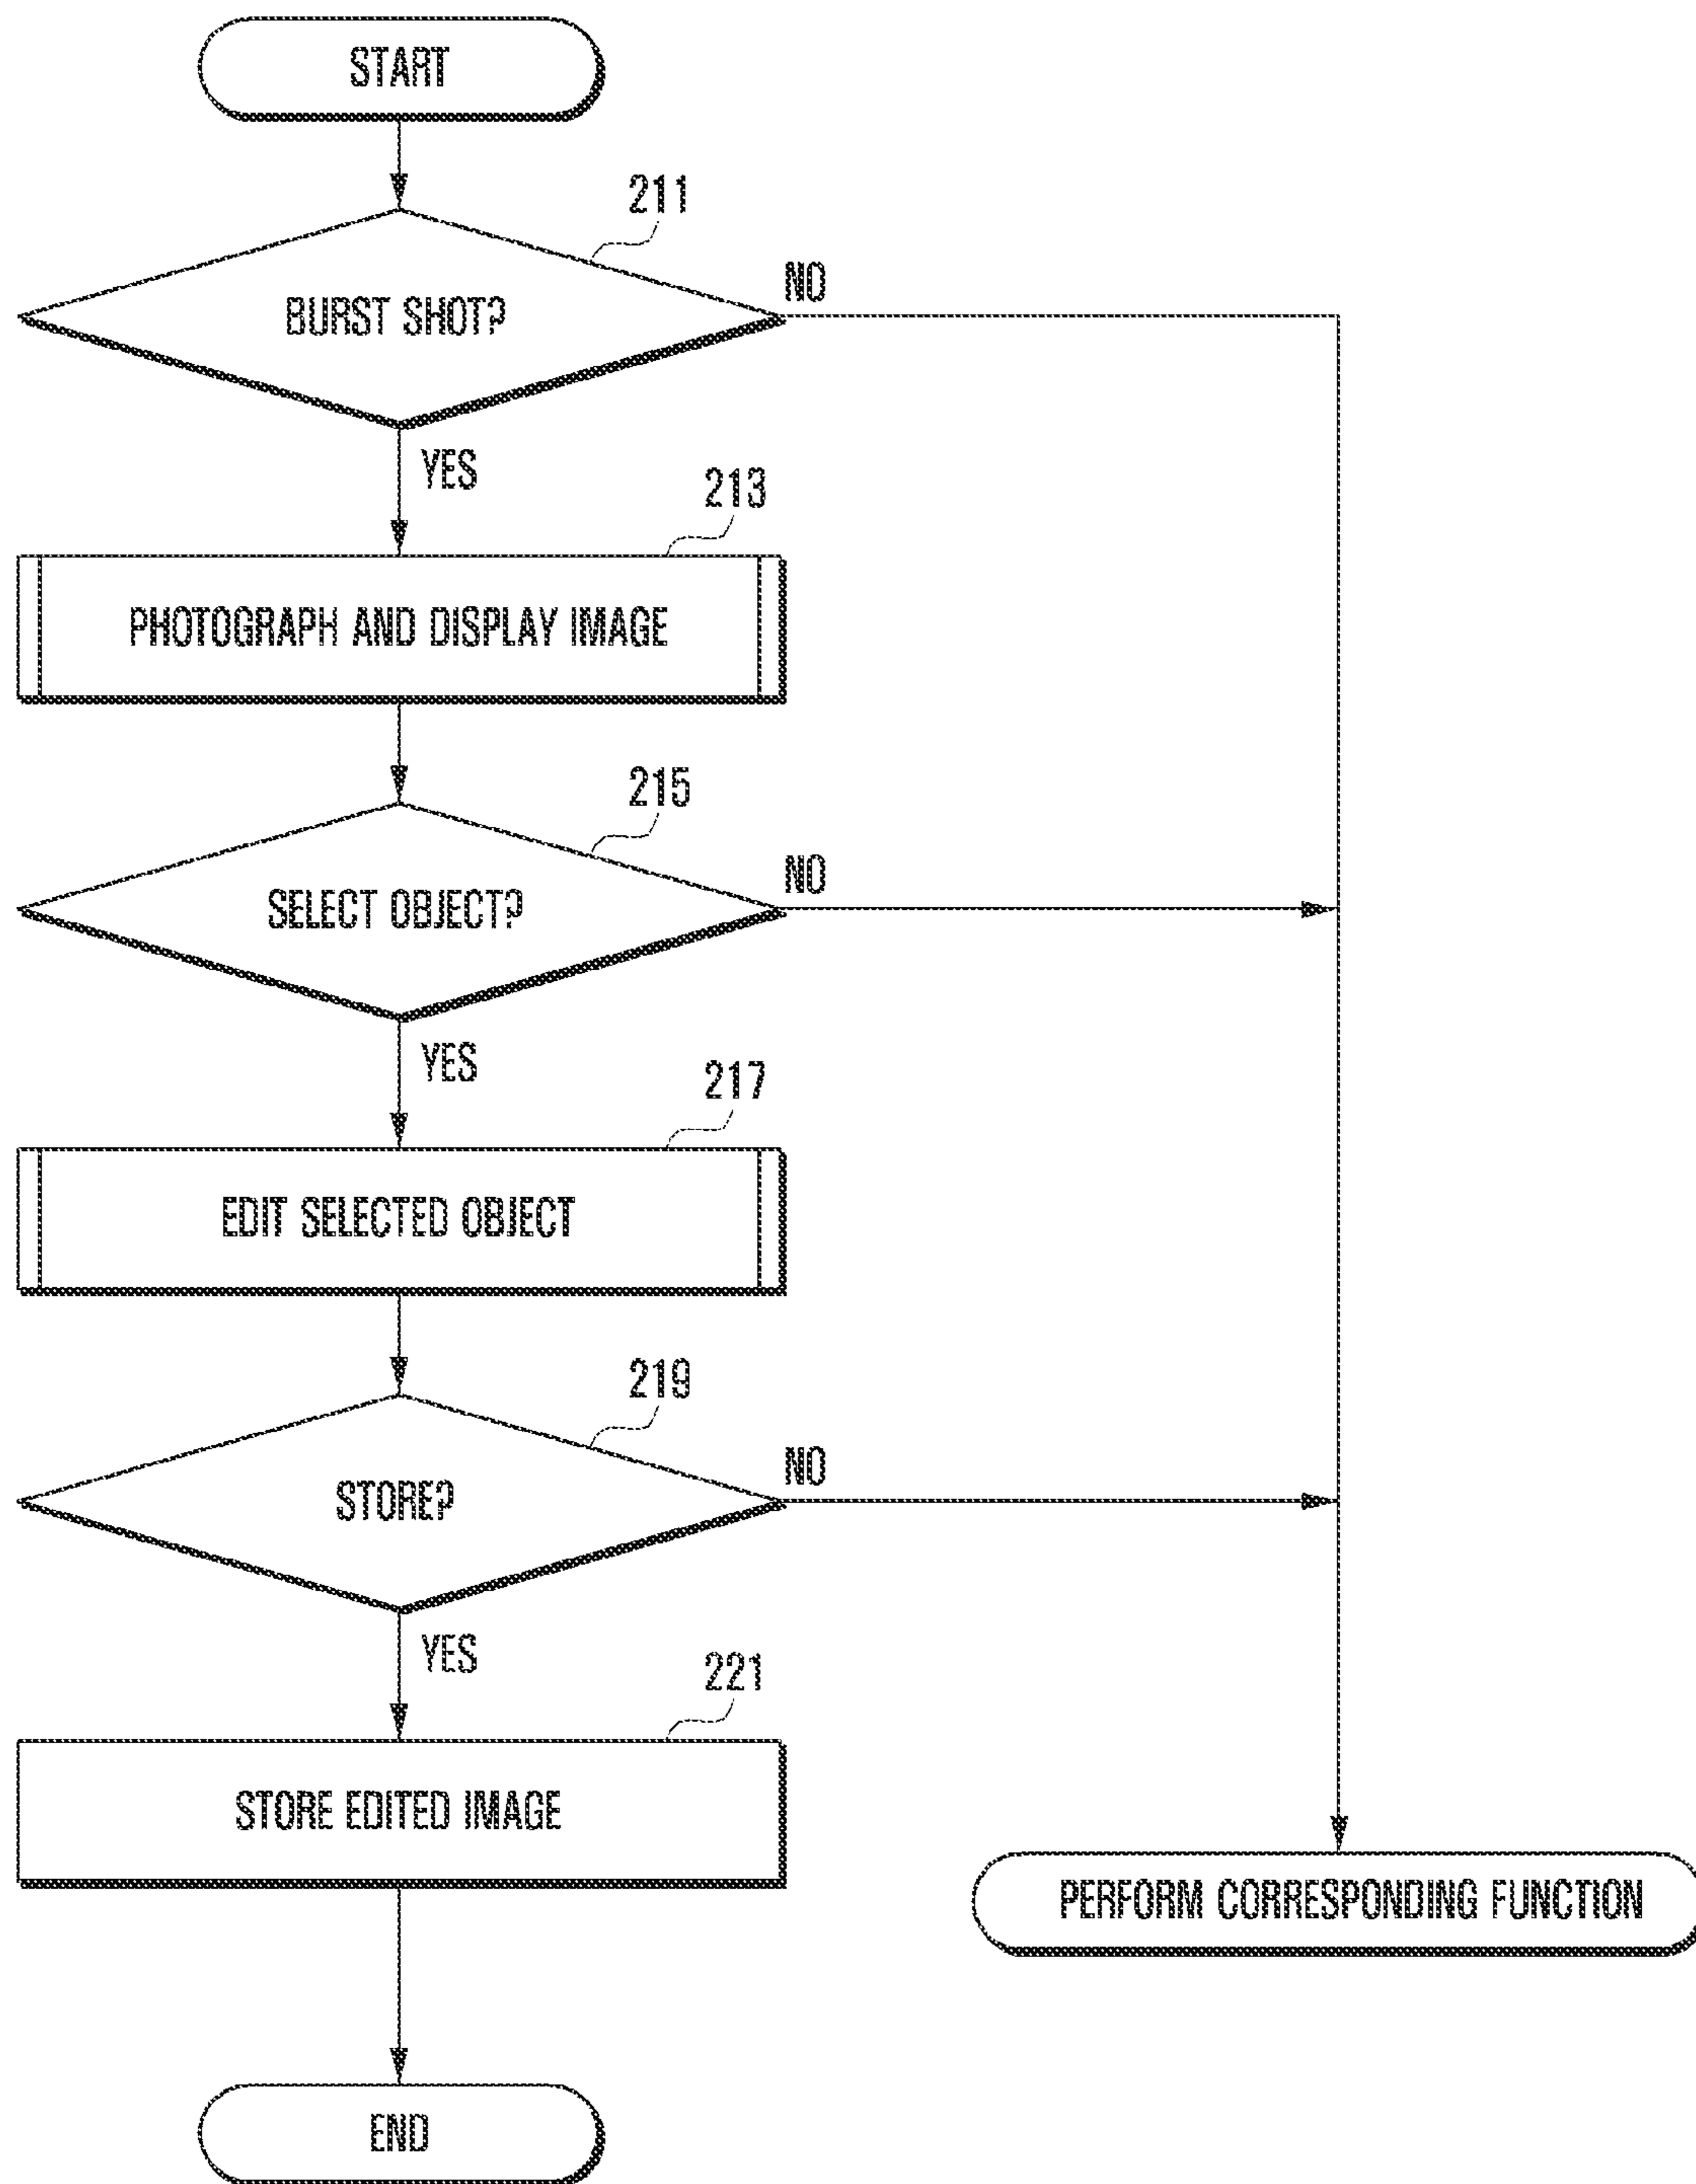 START
211
BURST SHOT?
NO
YES
213
PHOTOGRAPH AND DISPLAY IMAGE
215
SELECT OBJECT?
NO
YES
217
EDIT SELECTED OBJECT
219
STORE?
NO
YES
221
STORE EDITED IMAGE
PERFORM CORRESPONDING FUNCTION
END